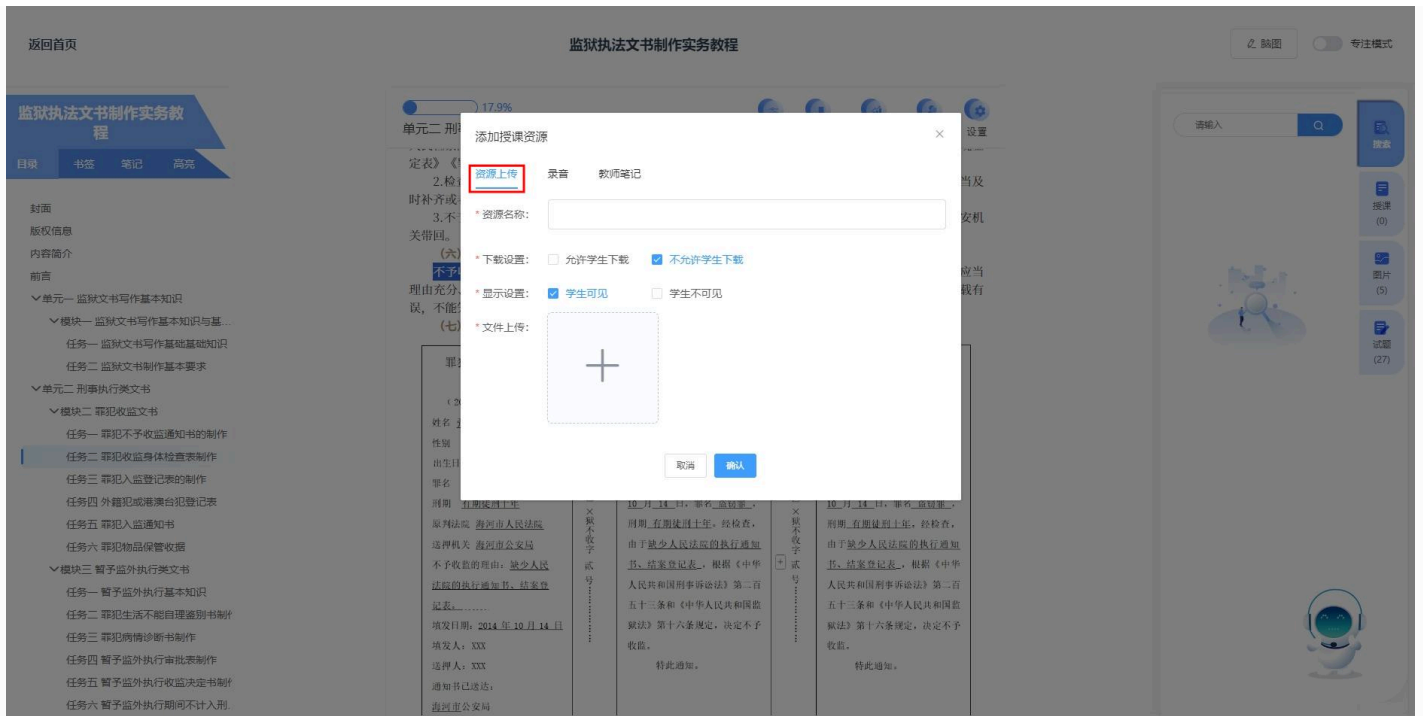 返回首页
监狱执法文书制作实务教程
脑图
专注模式
监狱执法文书制作实务教
程
目录
书签
笔记
高亮
封面
版权信息
内容简介
前言
单元一 监狱文书写作基本知识
模块一 监狱文书写作基本知识与基...
任务一 监狱文书写作基础基础知识
任务二 监狱文书制作基本要求
单元二 刑事执行类文书
模块二 罪犯收监文书
任务一 罪犯不予收监通知书的制作
任务二 罪犯收监身体检查表制作
任务三 罪犯入监登记表的制作
任务四 外籍犯或港澳台犯登记表
任务五 罪犯入监通知书
任务六 罪犯物品保管收据
模块三 暂予监外执行类文书
任务一 暂予监外执行基本知识
任务二 罪犯生活不能自理鉴别书制作
任务三 罪犯病情诊断书制作
任务四 暂予监外执行审批表制作
任务五 暂予监外执行收监决定书制作
任务六 暂予监外执行期间不计入刑.
17.9%
单元二 刑
设置
定表》《
2.检
当及
时补齐或
3.不
安机
关带回。
(六)
不予
应当
理由充分
载有
误，不能
(七)
添加授课资源
资源上传
录音
教师笔记
* 资源名称：
* 下载设置：
允许学生下载
不允许学生下载
* 显示设置：
学生可见
学生不可见
* 文件上传：
取消
确认
姓名
性别
出生日
罪名
刑期 有期徒刑十年
原判法院 海河市人民法院
送押机关 海河市公安局
不予收监的理由：缺少人民
法院的执行通知书、结案登
记表。......
填发日期：2014 年 10 月 14 日
填发人：XXX
送押人：XXX
通知书已送达：
海河市公安局
×狱不收字 贰号
10 月 14 日，罪名 盗窃罪 ，
刑期 有期徒刑十年，经检查，
由于缺少人民法院的执行通知
书、结案登记表 ，根据《中华
人民共和国刑事诉讼法》第二百
五十三条和《中华人民共和国监
狱法》第十六条规定，决定不予
收监。
特此通知。
×狱不收字 贰号
10 月 14 日，罪名 盗窃罪 ，
刑期 有期徒刑十年，经检查，
由于缺少人民法院的执行通知
书、结案登记表 ，根据《中华
人民共和国刑事诉讼法》第二百
五十三条和《中华人民共和国监
狱法》第十六条规定，决定不予
收监。
特此通知。
请输入
搜索
授课
(0)
图片
(5)
试题
(27)